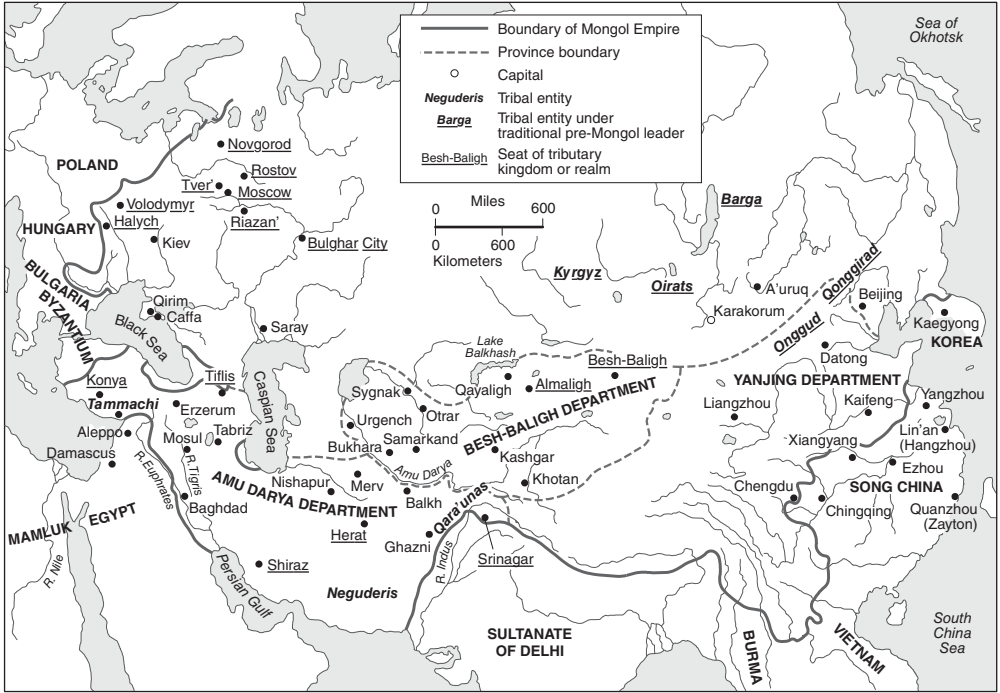 Boundary of Mongol Empire
Province boundary
Capital
Neguderis Tribal entity
Barga Tribal entity under
traditional pre-Mongol leader
Besh-Baligh Seat of tributary
kingdom or realm
Sea of
Okhotsk
Miles
0 600
0 600
Kilometers
POLAND
Novgorod
Rostov
Tver'
Moscow
Volodymyr
Riazan'
HUNGARY
Halych
Kiev
Bulghar City
Barga
Kyrgyz
Oirats
A'uruq
Karakorum
Qonggirad
Beijing
Onggud
Kaegyong
KOREA
Datong
BULGARIA
BYZANTIUM
Qirim
Caffa
Black Sea
Saray
Lake
Balkhash
Besh-Baligh
Qayaligh
Almaligh
Sygnak
Otrar
BESH-BALIGH DEPARTMENT
YANJING DEPARTMENT
Liangzhou
Kaifeng
Yangzhou
Lin'an
(Hangzhou)
Xiangyang
Ezhou
SONG CHINA
Chengdu
Chingqing
Quanzhou
(Zayton)
Konya
Tiflis
Caspian Sea
Tammachi
Erzerum
Urgench
Bukhara
Samarkand
Kashgar
Khotan
Aleppo
Mosul
Tabriz
Damascus
R.Euphrates
R.Tigris
Amu Darya
Nishapur
Merv
Balkh
AMU DARYA DEPARTMENT
Baghdad
Herat
Qara'unas
Ghazni
R. Indus
Srinagar
MAMLUK EGYPT
R. Nile
Shiraz
Persian Gulf
Neguderis
SULTANATE
OF DELHI
BURMA
VIETNAM
South
China
Sea